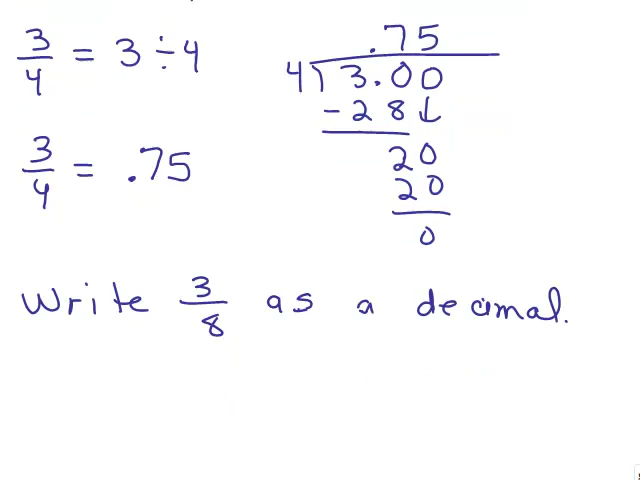 3/4 = 3 ÷ 4
.75
4)3.00
-28↓
20
20
0
3/4 = .75
Write 3/8 as a decimal.